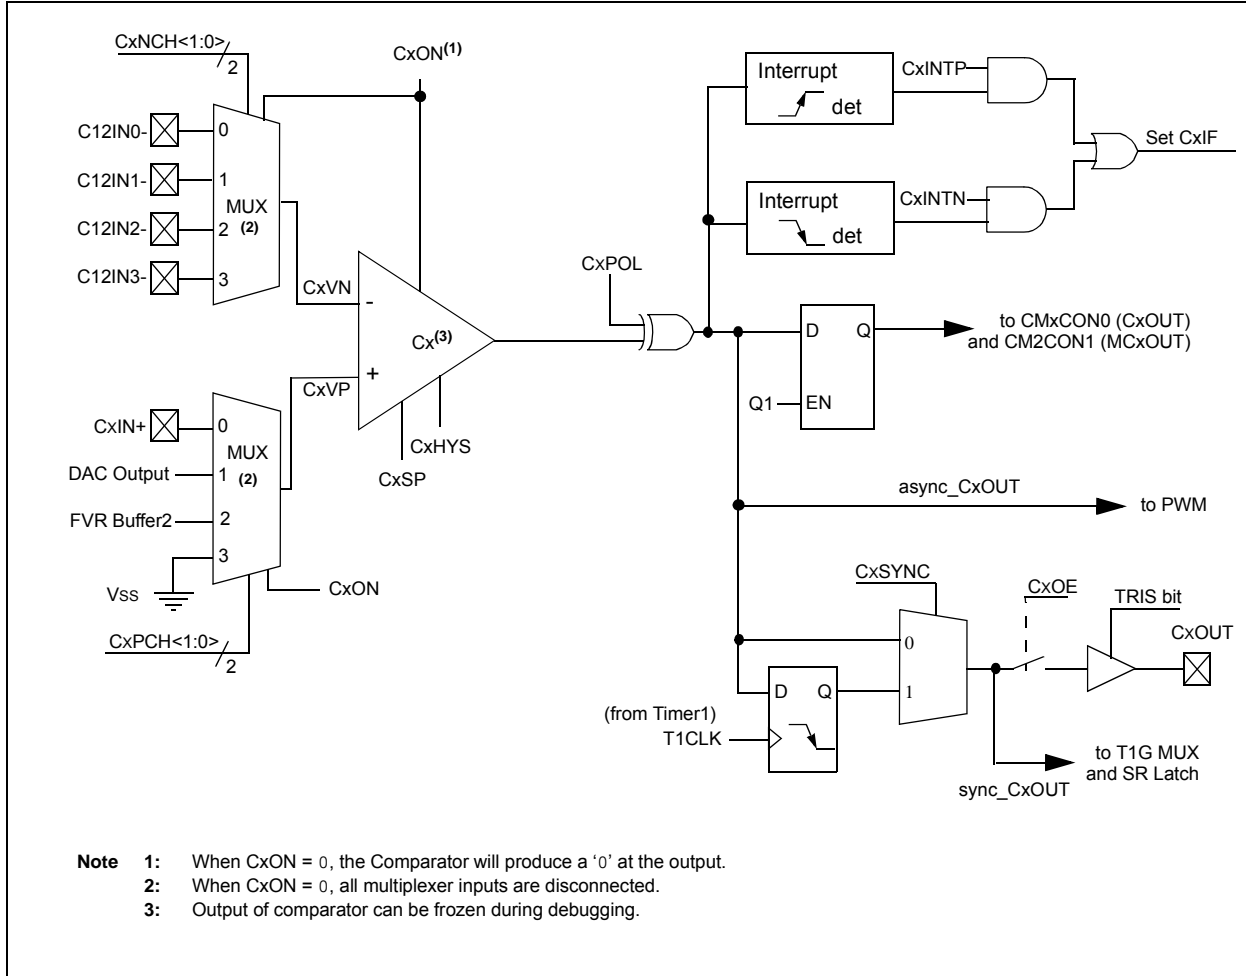 CxNCH<1:0>
2
CxON(1)
C12IN0-
0
C12IN1-
1
MUX
(2)
C12IN2-
2
C12IN3-
3
CxVN
-
Cx(3)
CxVP
+
CxIN+
0
MUX
(2)
DAC Output
1
FVR Buffer2
2
3
VSS
CxON
CxPCH<1:0>
2
CxHYS
CxSP
CxPOL
Interrupt
det
CxINTP
Interrupt
det
CxINTN
Set CxIF
D
Q
Q1
EN
to CMxCON0 (CxOUT)
and CM2CON1 (MCxOUT)
async_CxOUT
to PWM
CxSYNC
0
1
D
Q
(from Timer1)
T1CLK
CxOE
TRIS bit
CxOUT
to T1G MUX
and SR Latch
sync_CxOUT
Note 1: When CxON = 0, the Comparator will produce a ‘0’ at the output.
2: When CxON = 0, all multiplexer inputs are disconnected.
3: Output of comparator can be frozen during debugging.